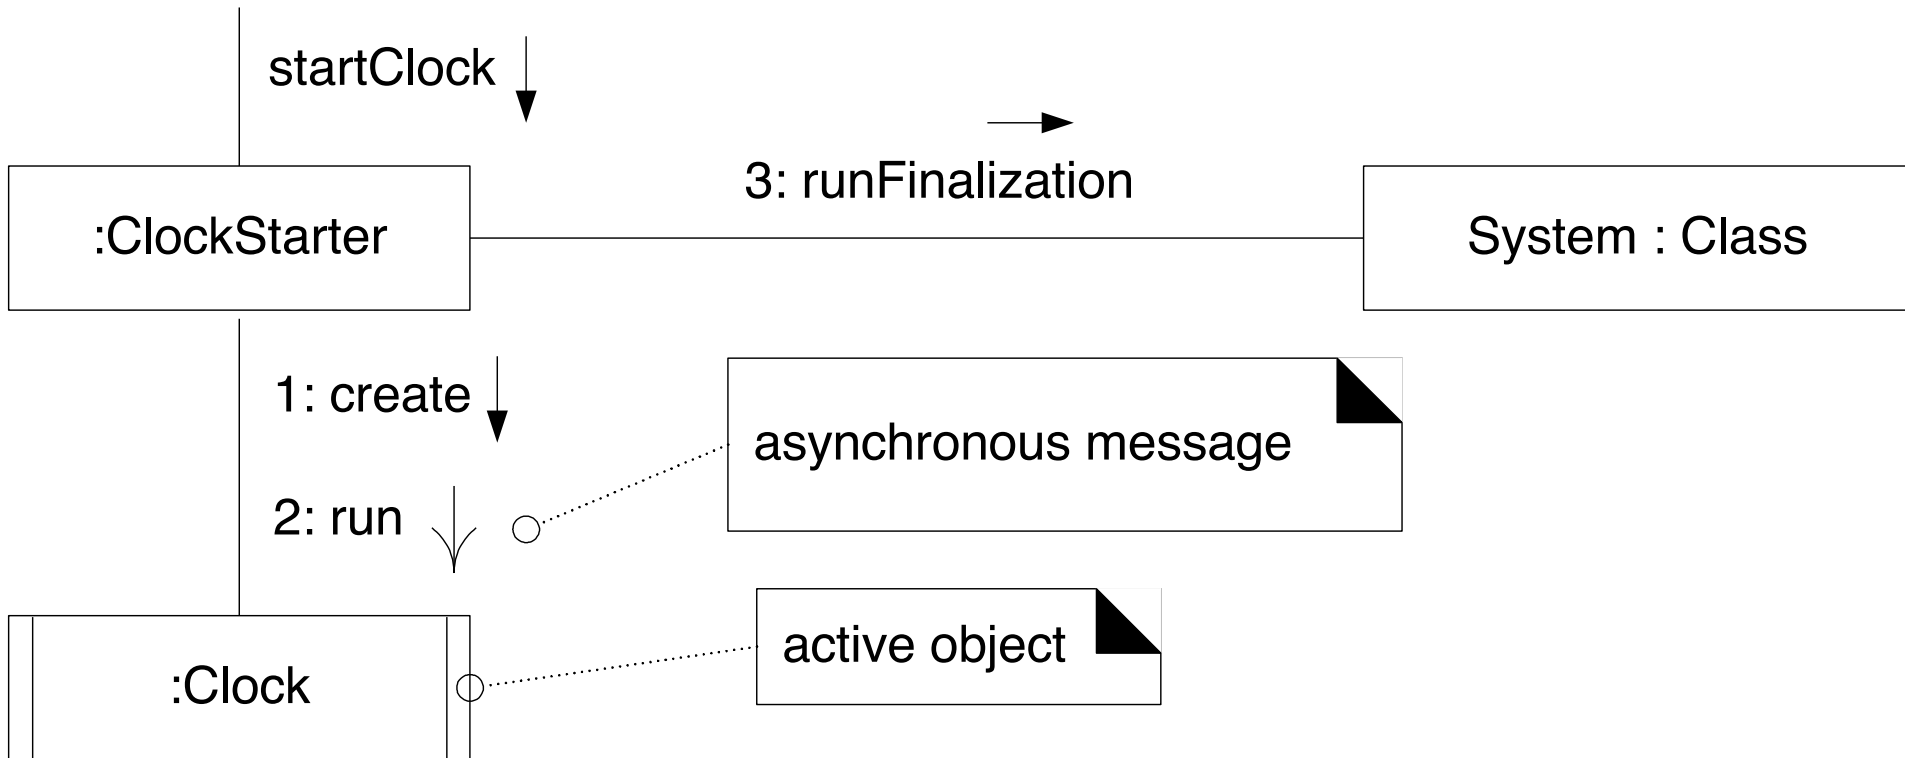 startClock
3: runFinalization
:ClockStarter
System : Class
1: create
asynchronous message
2: run
active object
:Clock